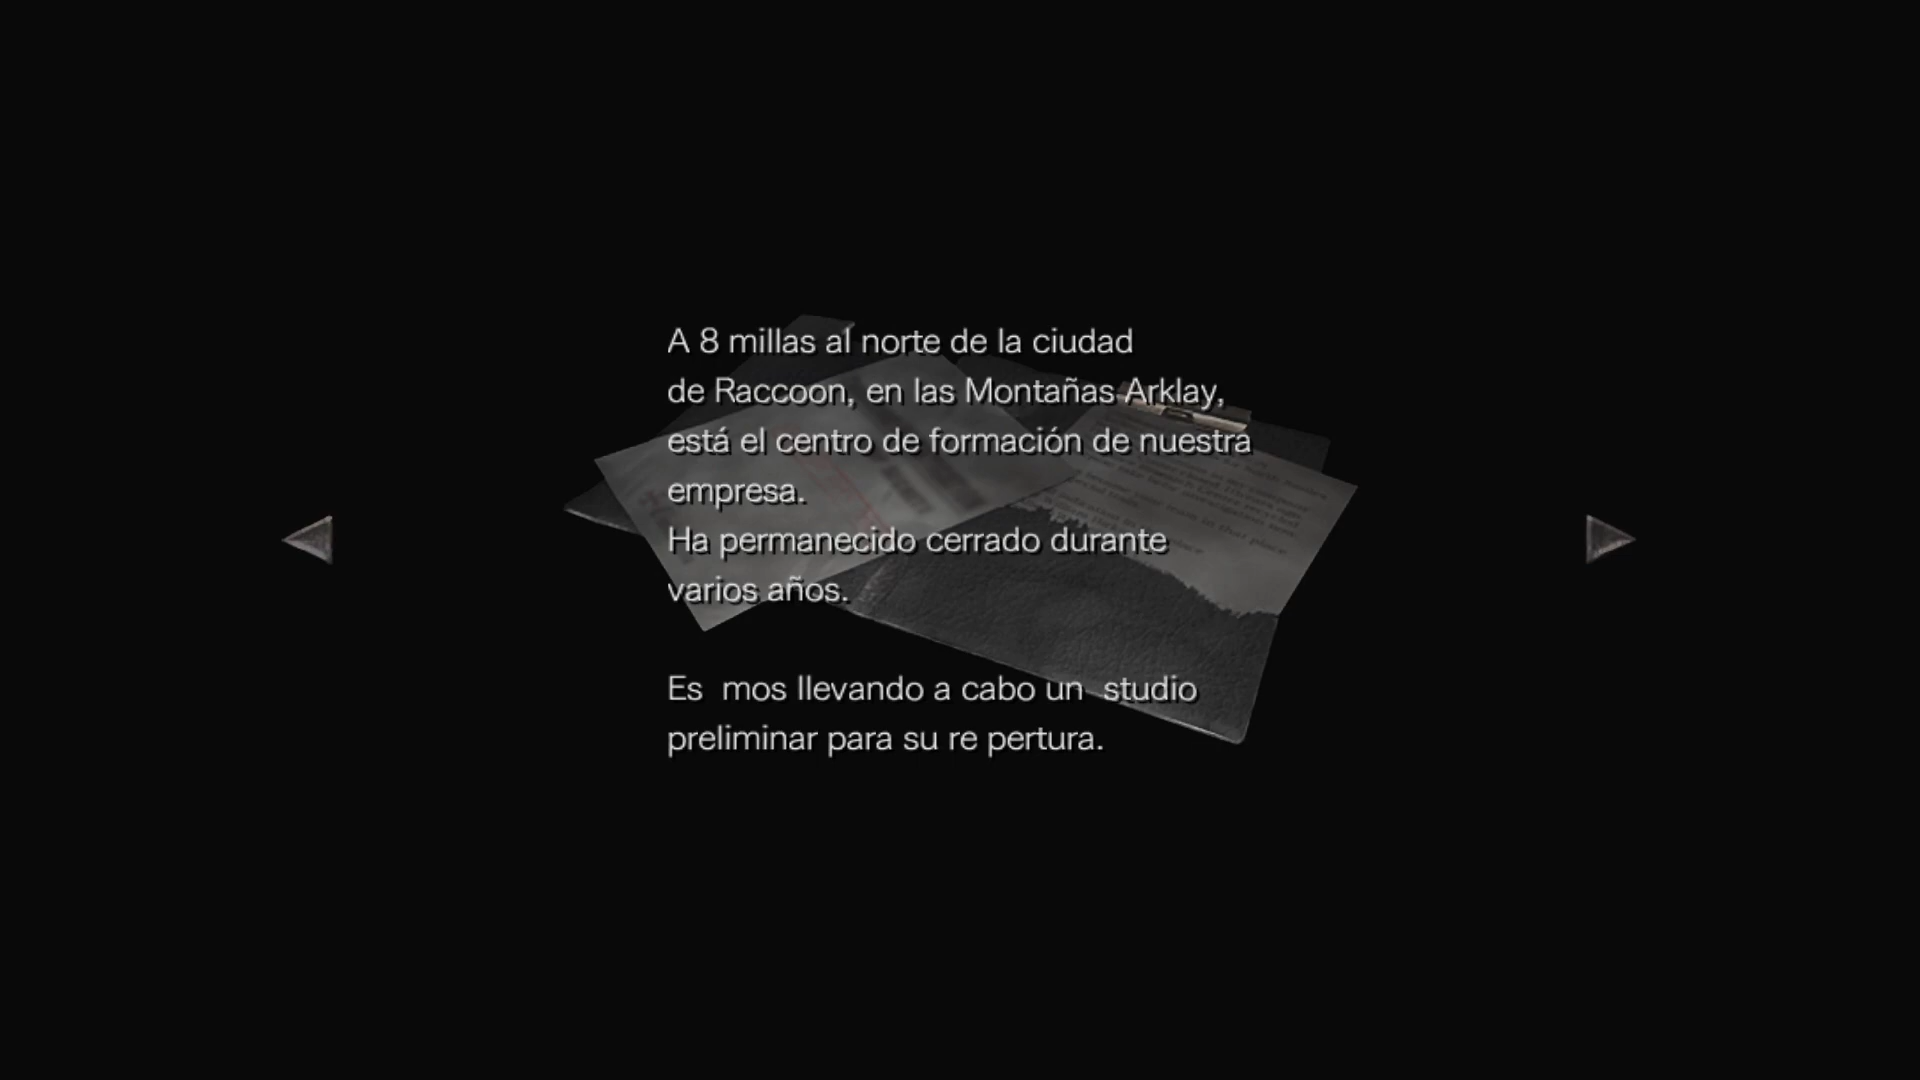 A 8 millas al norte de la ciudad
de Raccoon, en las Montañas Arklay,
está el centro de formación de nuestra
empresa.
Ha permanecido cerrado durante
varios años.
Es  mos llevando a cabo un  studio
preliminar para su re pertura.